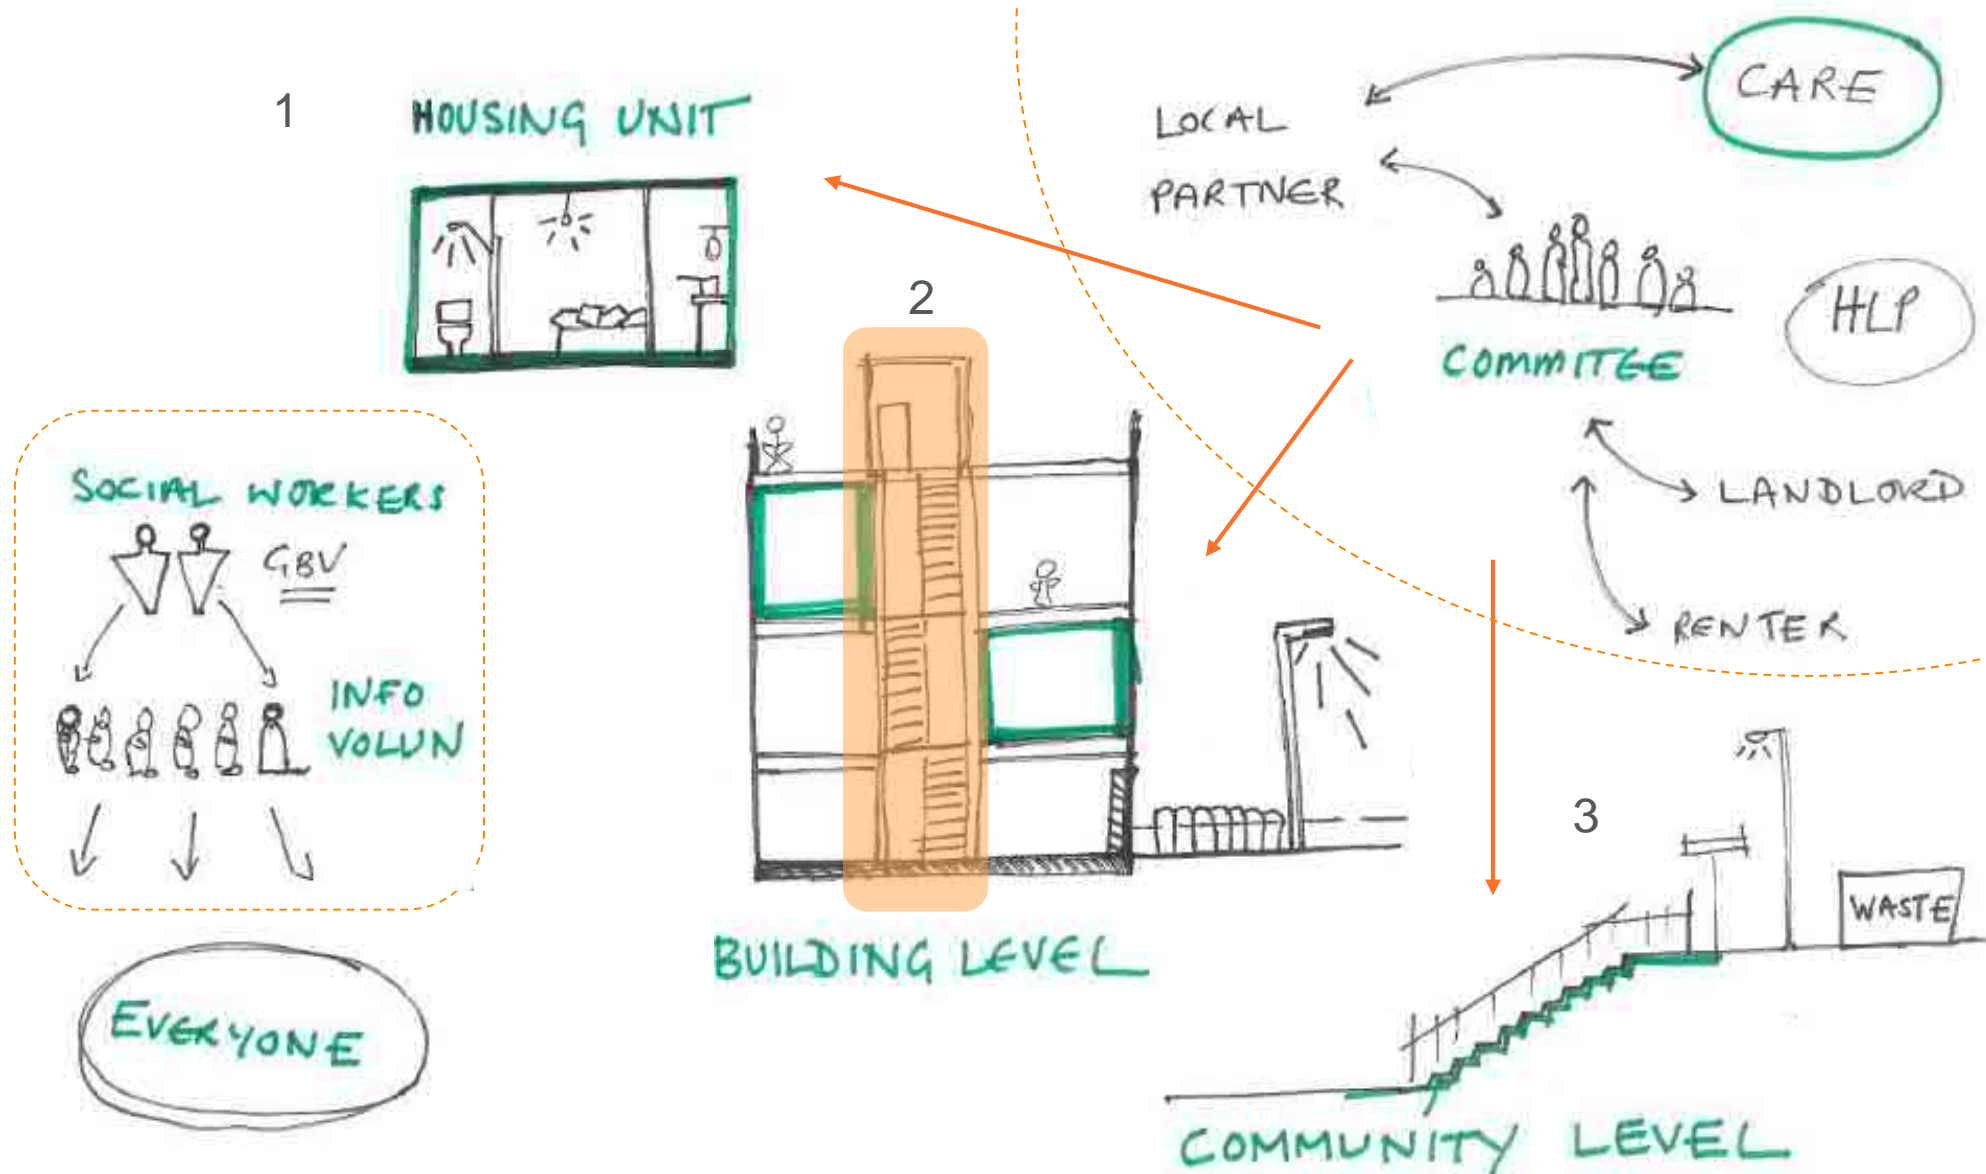 1
HOUSING UNIT
2
LOCAL
PARTNER
CARE
COMMITEE
HLP
LANDLORD
RENTER
SOCIAL WORKERS
GBV
INFO
VOLUN
EVERYONE
BUILDING LEVEL
3
WASTE
COMMUNITY LEVEL